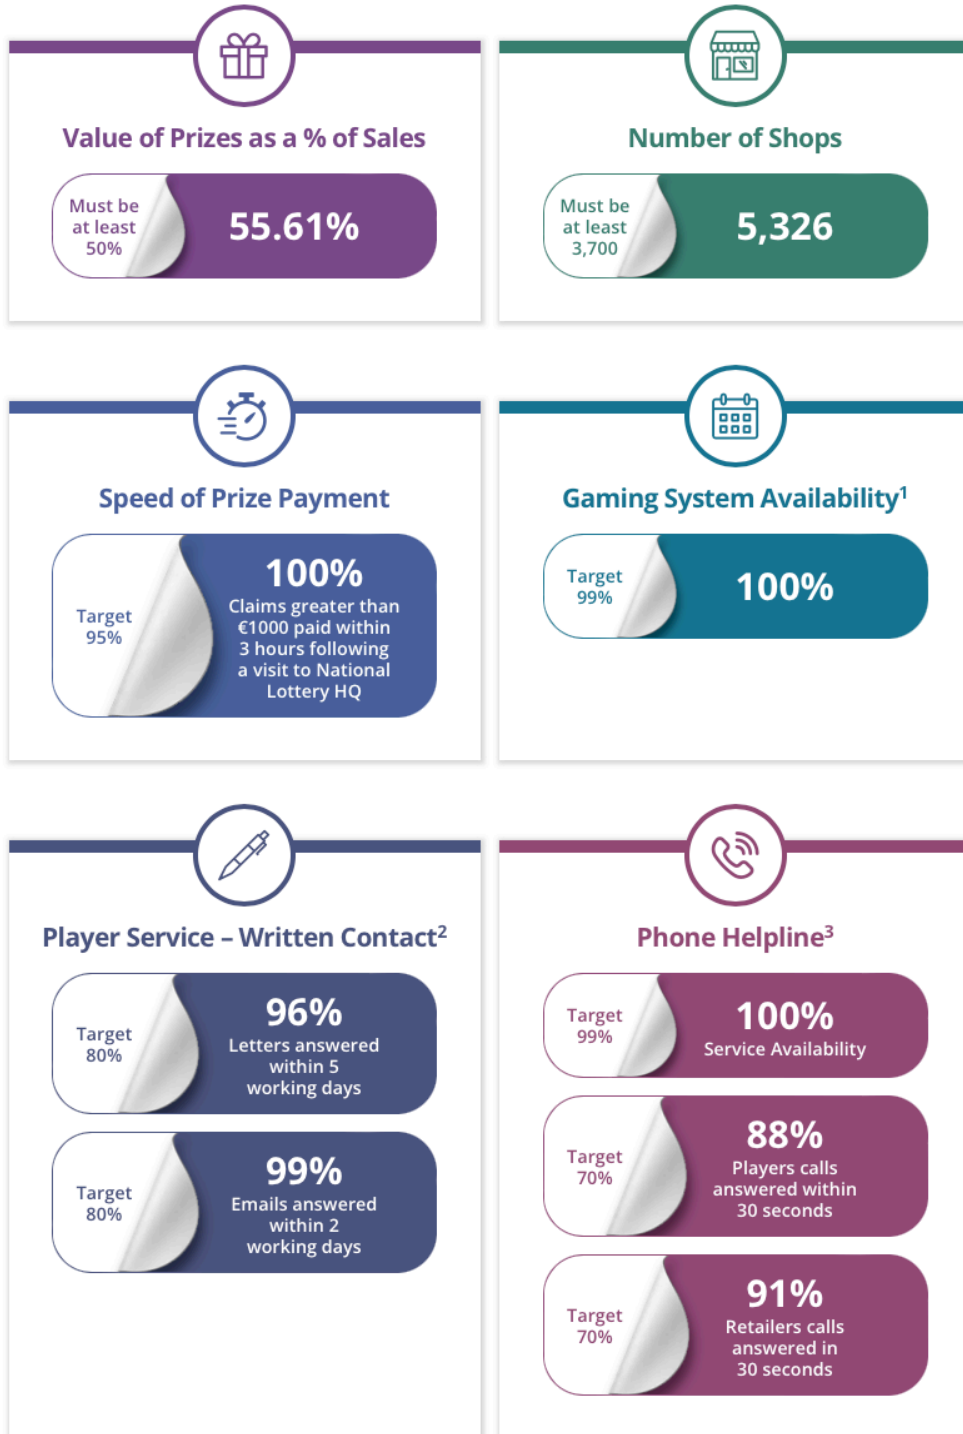 Value of Prizes as a % of Sales
Must be
at least
50%
55.61%
Number of Shops
Must be
at least
3,700
5,326
Speed of Prize Payment
Target
95%
100%
Claims greater than
€1000 paid within
3 hours following
a visit to National
Lottery HQ
Gaming System Availability¹
Target
99%
100%
Player Service – Written Contact²
Target
80%
96%
Letters answered
within 5
working days
Target
80%
99%
Emails answered
within 2
working days
Phone Helpline³
Target
99%
100%
Service Availability
Target
70%
88%
Players calls
answered within
30 seconds
Target
70%
91%
Retailers calls
answered in
30 seconds